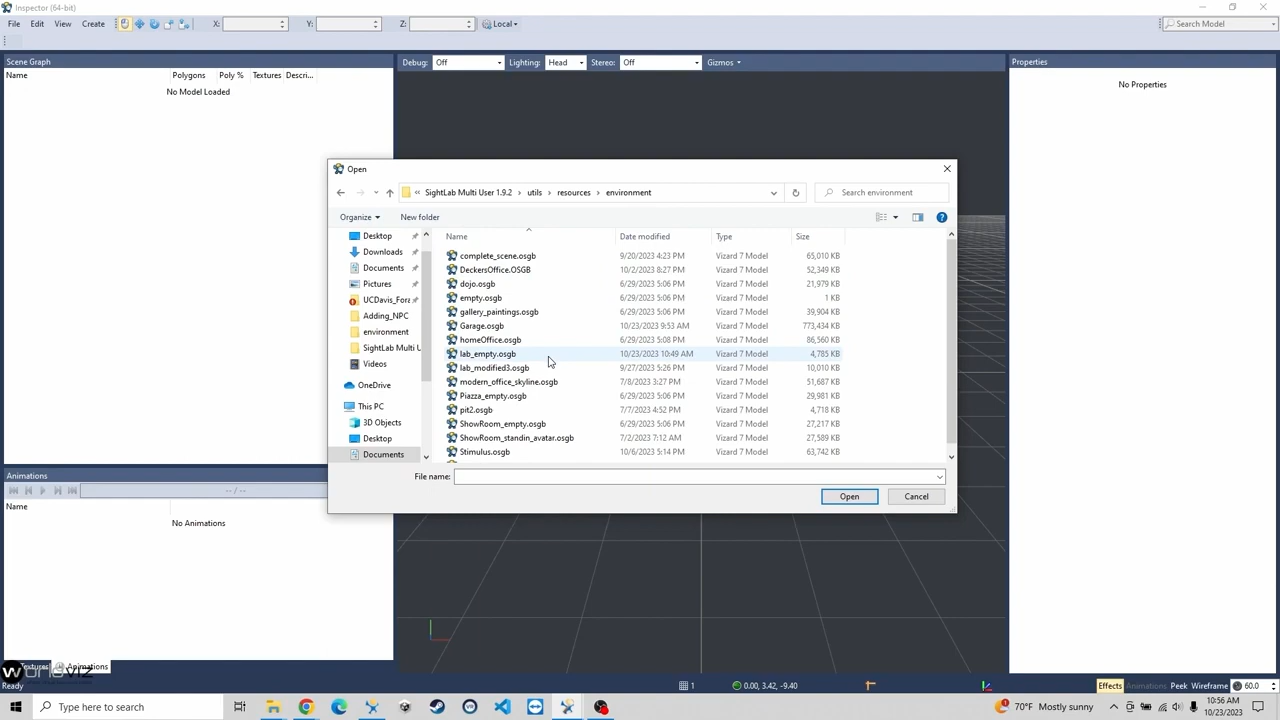 Inspector (64-bit)
File Edit View Create X: Y: Z: Local Search Model
Scene Graph
Debug: Off Lighting: Head Stereo: Off Gizmos
Properties
Name Polygons Poly % Textures Descri...
No Model Loaded
No Properties
Open
« SightLab Multi User 1.9.2 › utils › resources › environment
Search environment
Organize New folder
Name Date modified Type Size
Desktop
Downloads
Documents
Pictures
UCDavis_Fora
Adding_NPC
environment
SightLab Multi U
Videos
OneDrive
This PC
3D Objects
Desktop
Documents
complete_scene.osgb 9/20/2023 4:23 PM Vizard 7 Model 65,010 KB
DeckersOffice.OSGB 10/2/2023 8:27 PM Vizard 7 Model 52,349 KB
dojo.osgb 6/29/2023 5:06 PM Vizard 7 Model 21,979 KB
empty.osgb 6/29/2023 5:06 PM Vizard 7 Model 1 KB
gallery_paintings.osgb 6/29/2023 5:06 PM Vizard 7 Model 39,904 KB
Garage.osgb 10/23/2023 9:53 AM Vizard 7 Model 773,434 KB
homeOffice.osgb 6/29/2023 5:08 PM Vizard 7 Model 86,560 KB
lab_empty.osgb 10/23/2023 10:49 AM Vizard 7 Model 4,785 KB
lab_modified3.osgb 9/27/2023 5:26 PM Vizard 7 Model 10,010 KB
modern_office_skyline.osgb 7/8/2023 3:27 PM Vizard 7 Model 51,687 KB
Piazza_empty.osgb 6/29/2023 5:06 PM Vizard 7 Model 29,981 KB
pit2.osgb 7/7/2023 4:52 PM Vizard 7 Model 4,718 KB
ShowRoom_empty.osgb 6/29/2023 5:06 PM Vizard 7 Model 27,217 KB
ShowRoom_standin_avatar.osgb 7/2/2023 7:12 AM Vizard 7 Model 27,589 KB
Stimulus.osgb 10/6/2023 5:14 PM Vizard 7 Model 63,742 KB
File name:
Open Cancel
Animations
-- / --
Name
No Animations
Textures Animations
Ready
1 0.00, 3.42, -9.40 Effects Animations Peek Wireframe 60.0
Type here to search
70°F Mostly sunny
10:56 AM
10/23/2023